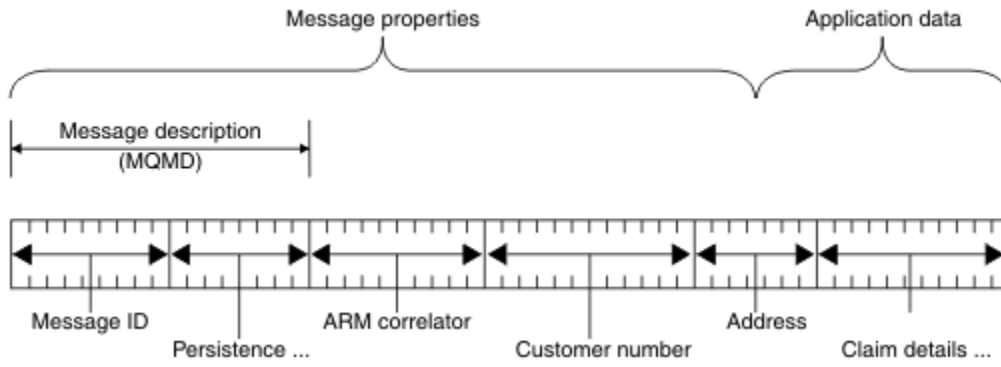 Message properties
Application data
Message description
(MQMD)
Message ID
ARM correlator
Address
Persistence ...
Customer number
Claim details ...